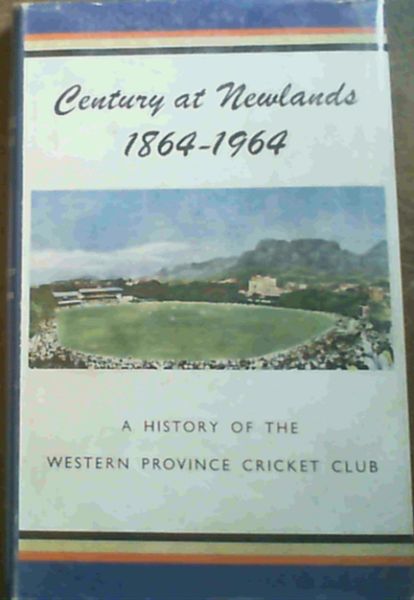 Century at Newlands
1864-1964
A HISTORY OF THE
WESTERN PROVINCE CRICKET CLUB